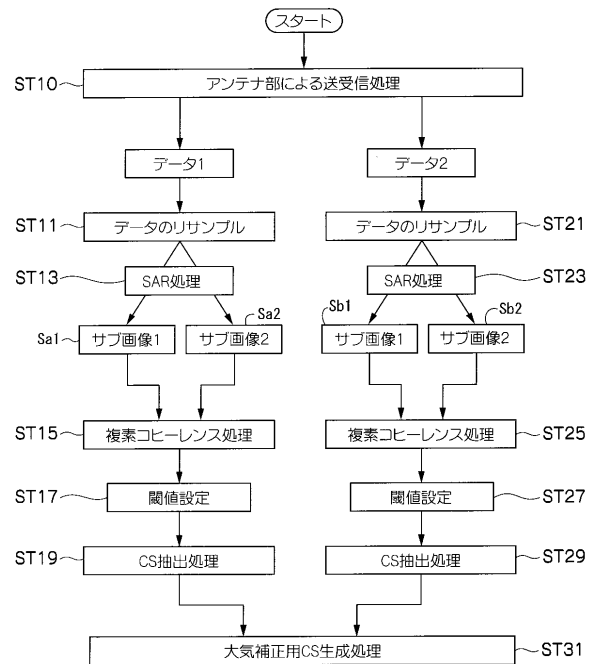 スタート
ST10
アンテナ部による送受信処理
データ1
データ2
ST11
データのリサンプル
データのリサンプル
ST21
ST13
SAR処理
SAR処理
ST23
Sa1
サブ画像1
Sa2
サブ画像2
Sb1
サブ画像1
Sb2
サブ画像2
ST15
複素コヒーレンス処理
複素コヒーレンス処理
ST25
ST17
閾値設定
閾値設定
ST27
ST19
CS抽出処理
CS抽出処理
ST29
大気補正用CS生成処理
ST31